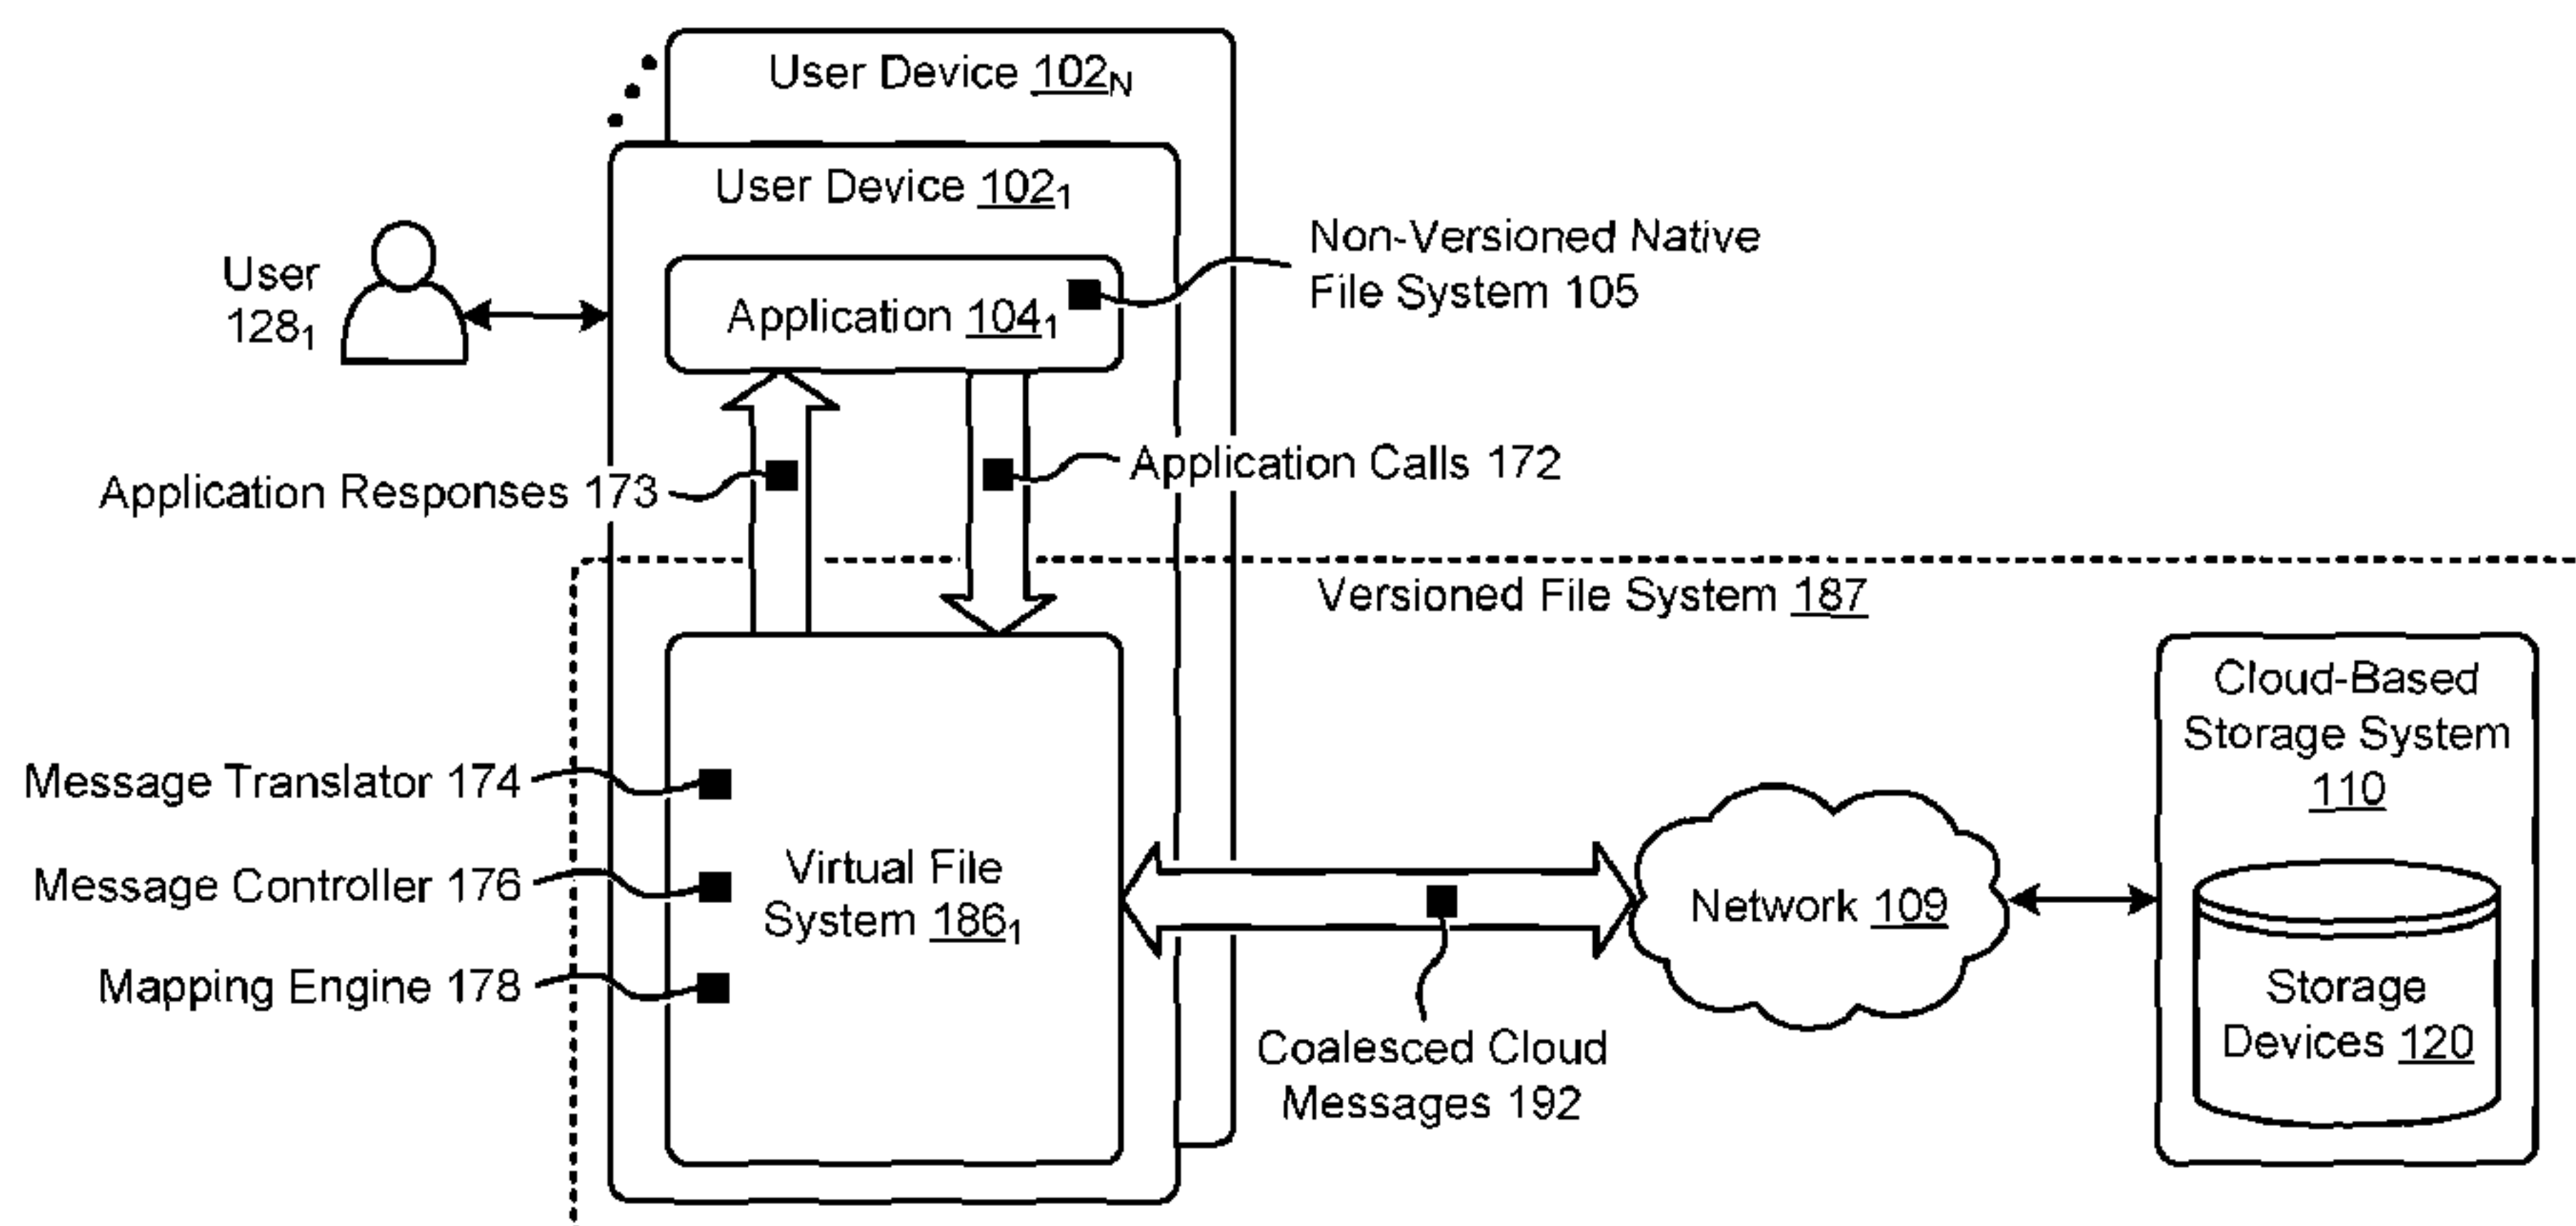 User Device 102N
User Device 1021
User
1281
Non-Versioned Native
File System 105
Application 1041
Application Responses 173
Application Calls 172
Versioned File System 187
Message Translator 174
Message Controller 176
Mapping Engine 178
Virtual File
System 1861
Coalesced Cloud
Messages 192
Network 109
Cloud-Based
Storage System
110
Storage
Devices 120